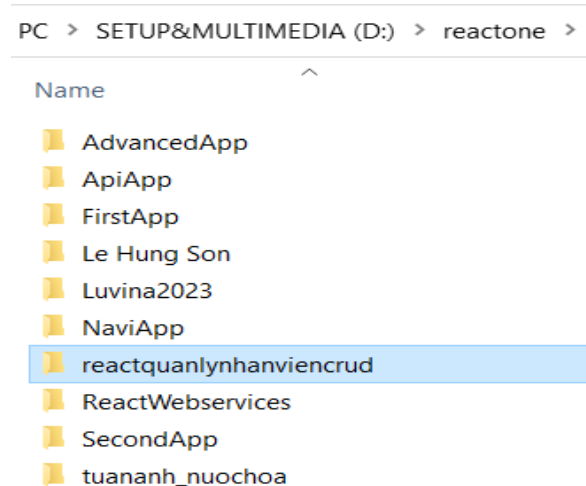 PC > SETUP&MULTIMEDIA (D:) > reactone >
Name
AdvancedApp
ApiApp
FirstApp
Le Hung Son
Luvina2023
NaviApp
reactquanlynhanviencrud
ReactWebservices
SecondApp
tuananh_nuochoa